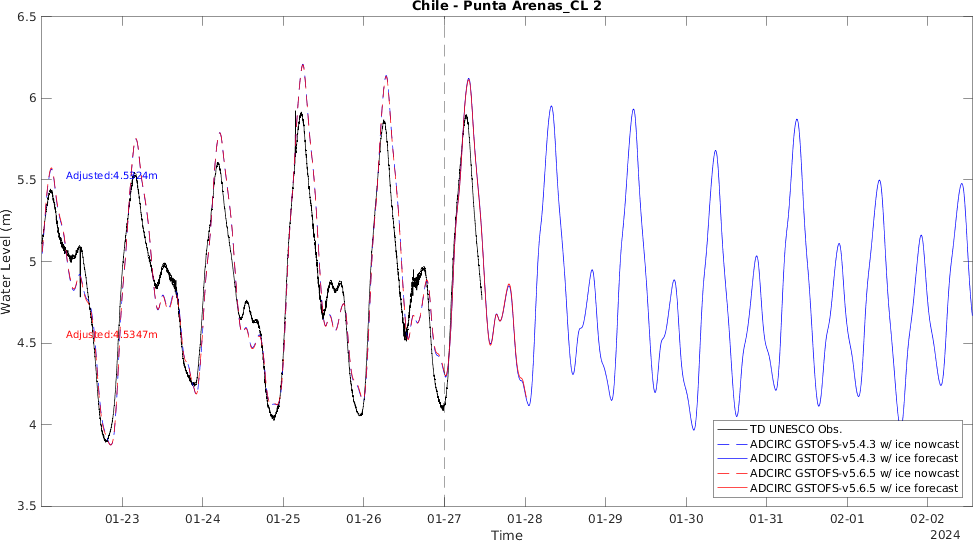 Chile - Punta Arenas_CL 2
6.5
6
5.5
5
4.5
4
3.5
Water Level (m)
Adjusted:4.5524m
Adjusted:4.5347m
TD UNESCO Obs.
ADCIRC GSTOFS-v5.4.3 w/ ice nowcast
ADCIRC GSTOFS-v5.4.3 w/ ice forecast
ADCIRC GSTOFS-v5.6.5 w/ ice nowcast
ADCIRC GSTOFS-v5.6.5 w/ ice forecast
01-23 01-24 01-25 01-26 01-27 01-28 01-29 01-30 01-31 02-01 02-02
Time
2024